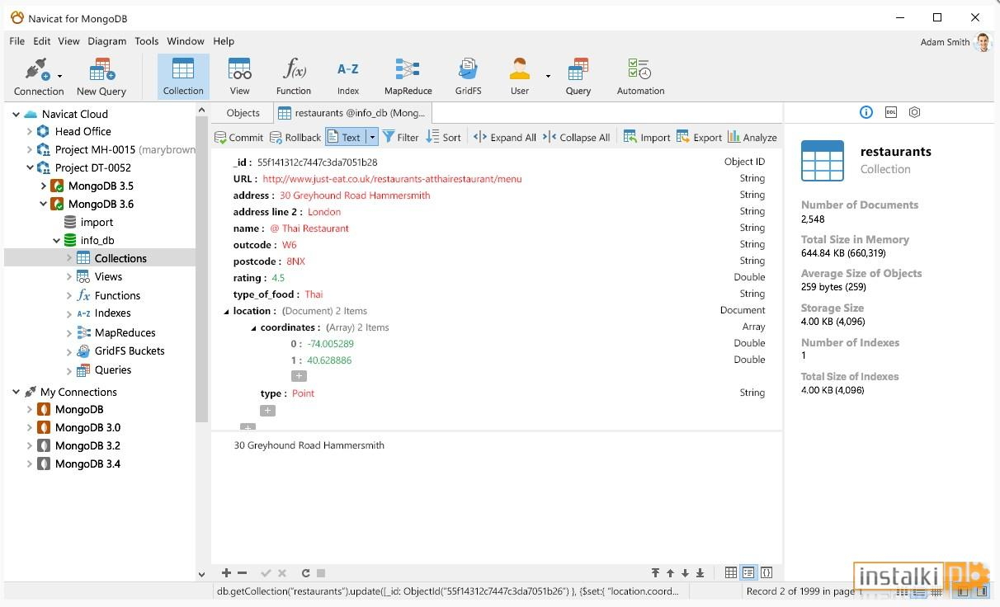 Navicat for MongoDB
File Edit View Diagram Tools Window Help
Adam Smith
Connection New Query Collection View Function Index MapReduce GridFS User Query Automation
f(x)
A-Z
Navicat Cloud
Head Office
Project MH-0015 (marybrown
Project DT-0052
MongoDB 3.5
MongoDB 3.6
import
info_db
Collections
Views
fx Functions
A-Z Indexes
MapReduces
GridFS Buckets
Queries
My Connections
MongoDB
MongoDB 3.0
MongoDB 3.2
MongoDB 3.4
Objects restaurants @info_db (Mong...
Commit Rollback Text Filter Sort Expand All Collapse All Import Export Analyze
_id : 55f141312c7447c3da7051b28 Object ID
URL : http://www.just-eat.co.uk/restaurants-atthairestaurant/menu String
address : 30 Greyhound Road Hammersmith String
address line 2 : London String
name : @ Thai Restaurant String
outcode : W6 String
postcode : 8NX String
rating : 4.5 Double
type_of_food : Thai String
location : (Document) 2 Items Document
coordinates : (Array) 2 Items Array
0 : -74.005289 Double
1 : 40.628886 Double
type : Point String
30 Greyhound Road Hammersmith
DDL
restaurants
Collection
Number of Documents
2,548
Total Size in Memory
644.84 KB (660,319)
Average Size of Objects
259 bytes (259)
Storage Size
4.00 KB (4,096)
Number of Indexes
1
Total Size of Indexes
4.00 KB (4,096)
db.getCollection("restaurants").update({_id: ObjectId("55f14312c7447c3da7051b26") }, {$set:{ "location.coord...
Record 2 of 1999 in page 1
instalki pl